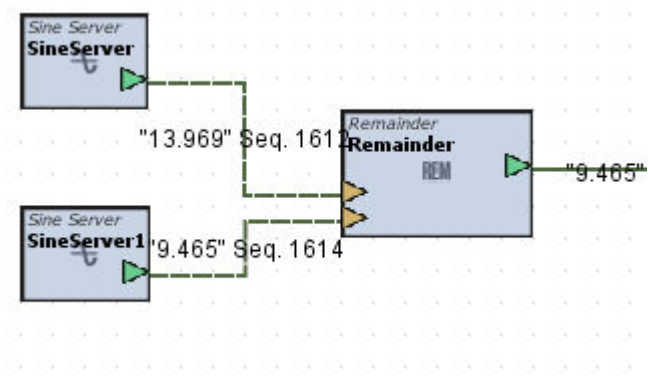 Sine Server
SineServer
"13.969" Seq. 1612
Remainder
Remainder
REM
"9.465"
Sine Server
SineServer1
"9.465" Seq. 1614